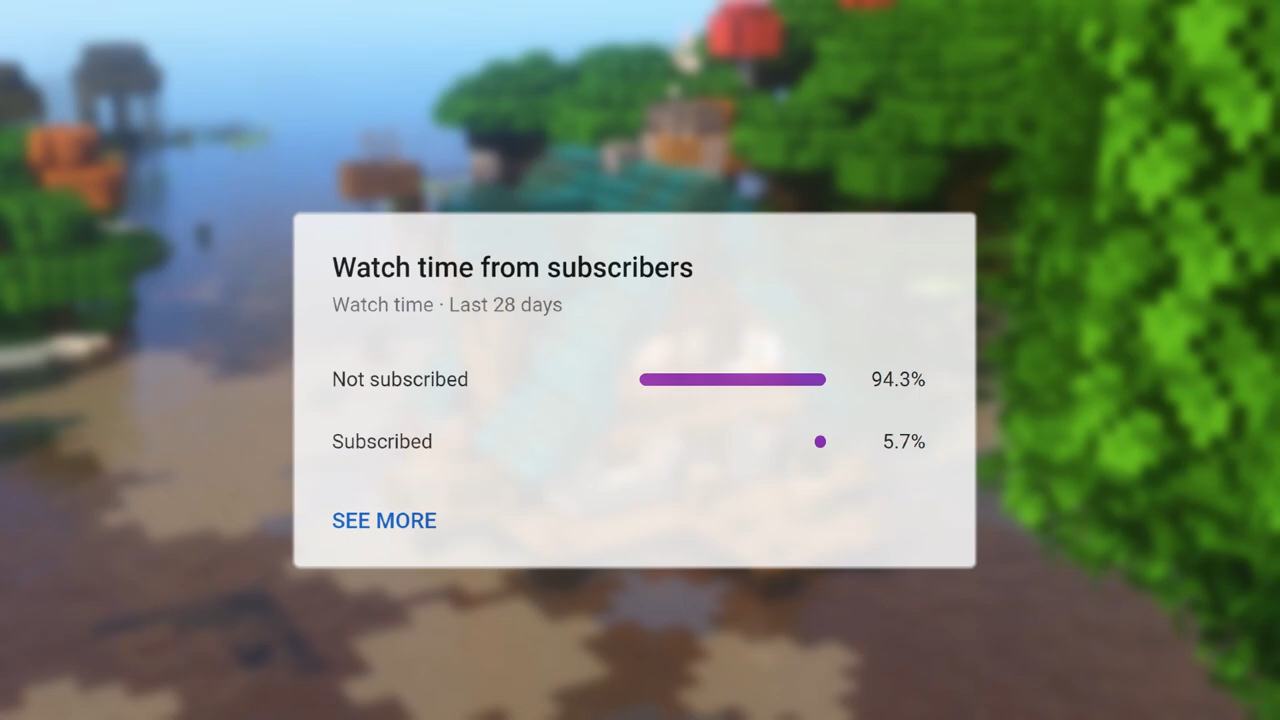 Watch time from subscribers
Watch time · Last 28 days
Not subscribed 94.3%
Subscribed 5.7%
SEE MORE